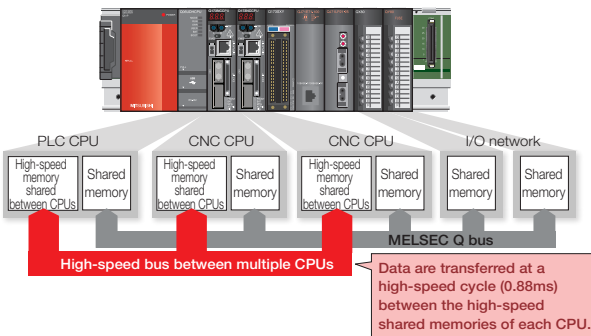 MITSUBISHI
PLC CPU
CNC CPU
CNC CPU
I/O network
High-speed
memory
shared
between CPUs
Shared
memory
High-speed
memory
shared
between CPUs
Shared
memory
High-speed
memory
shared
between CPUs
Shared
memory
Shared
memory
Shared
memory
MELSEC Q bus
High-speed bus between multiple CPUs
Data are transferred at a
high-speed cycle (0.88ms)
between the high-speed
shared memories of each CPU.